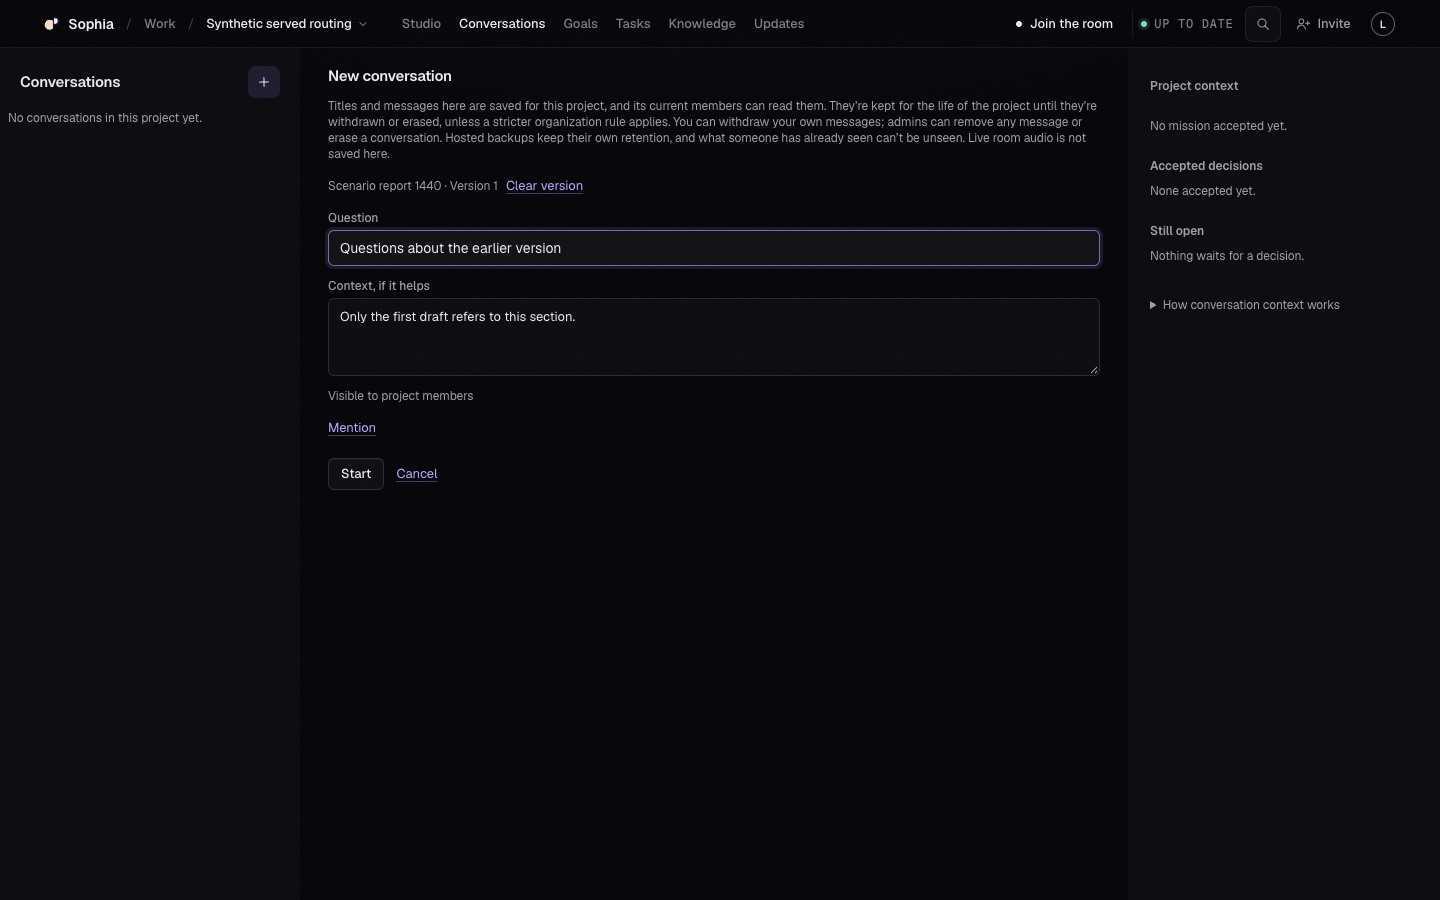 Sophia / Work / Synthetic served routing
Studio Conversations Goals Tasks Knowledge Updates
Join the room
UP TO DATE
Invite
L
Conversations
+
No conversations in this project yet.
New conversation
Titles and messages here are saved for this project, and its current members can read them. They're kept for the life of the project until they're
withdrawn or erased, unless a stricter organization rule applies. You can withdraw your own messages; admins can remove any message or
erase a conversation. Hosted backups keep their own retention, and what someone has already seen can't be unseen. Live room audio is not
saved here.
Scenario report 1440 · Version 1 Clear version
Question
Questions about the earlier version
Context, if it helps
Only the first draft refers to this section.
Visible to project members
Mention
Start Cancel
Project context
No mission accepted yet.
Accepted decisions
None accepted yet.
Still open
Nothing waits for a decision.
How conversation context works